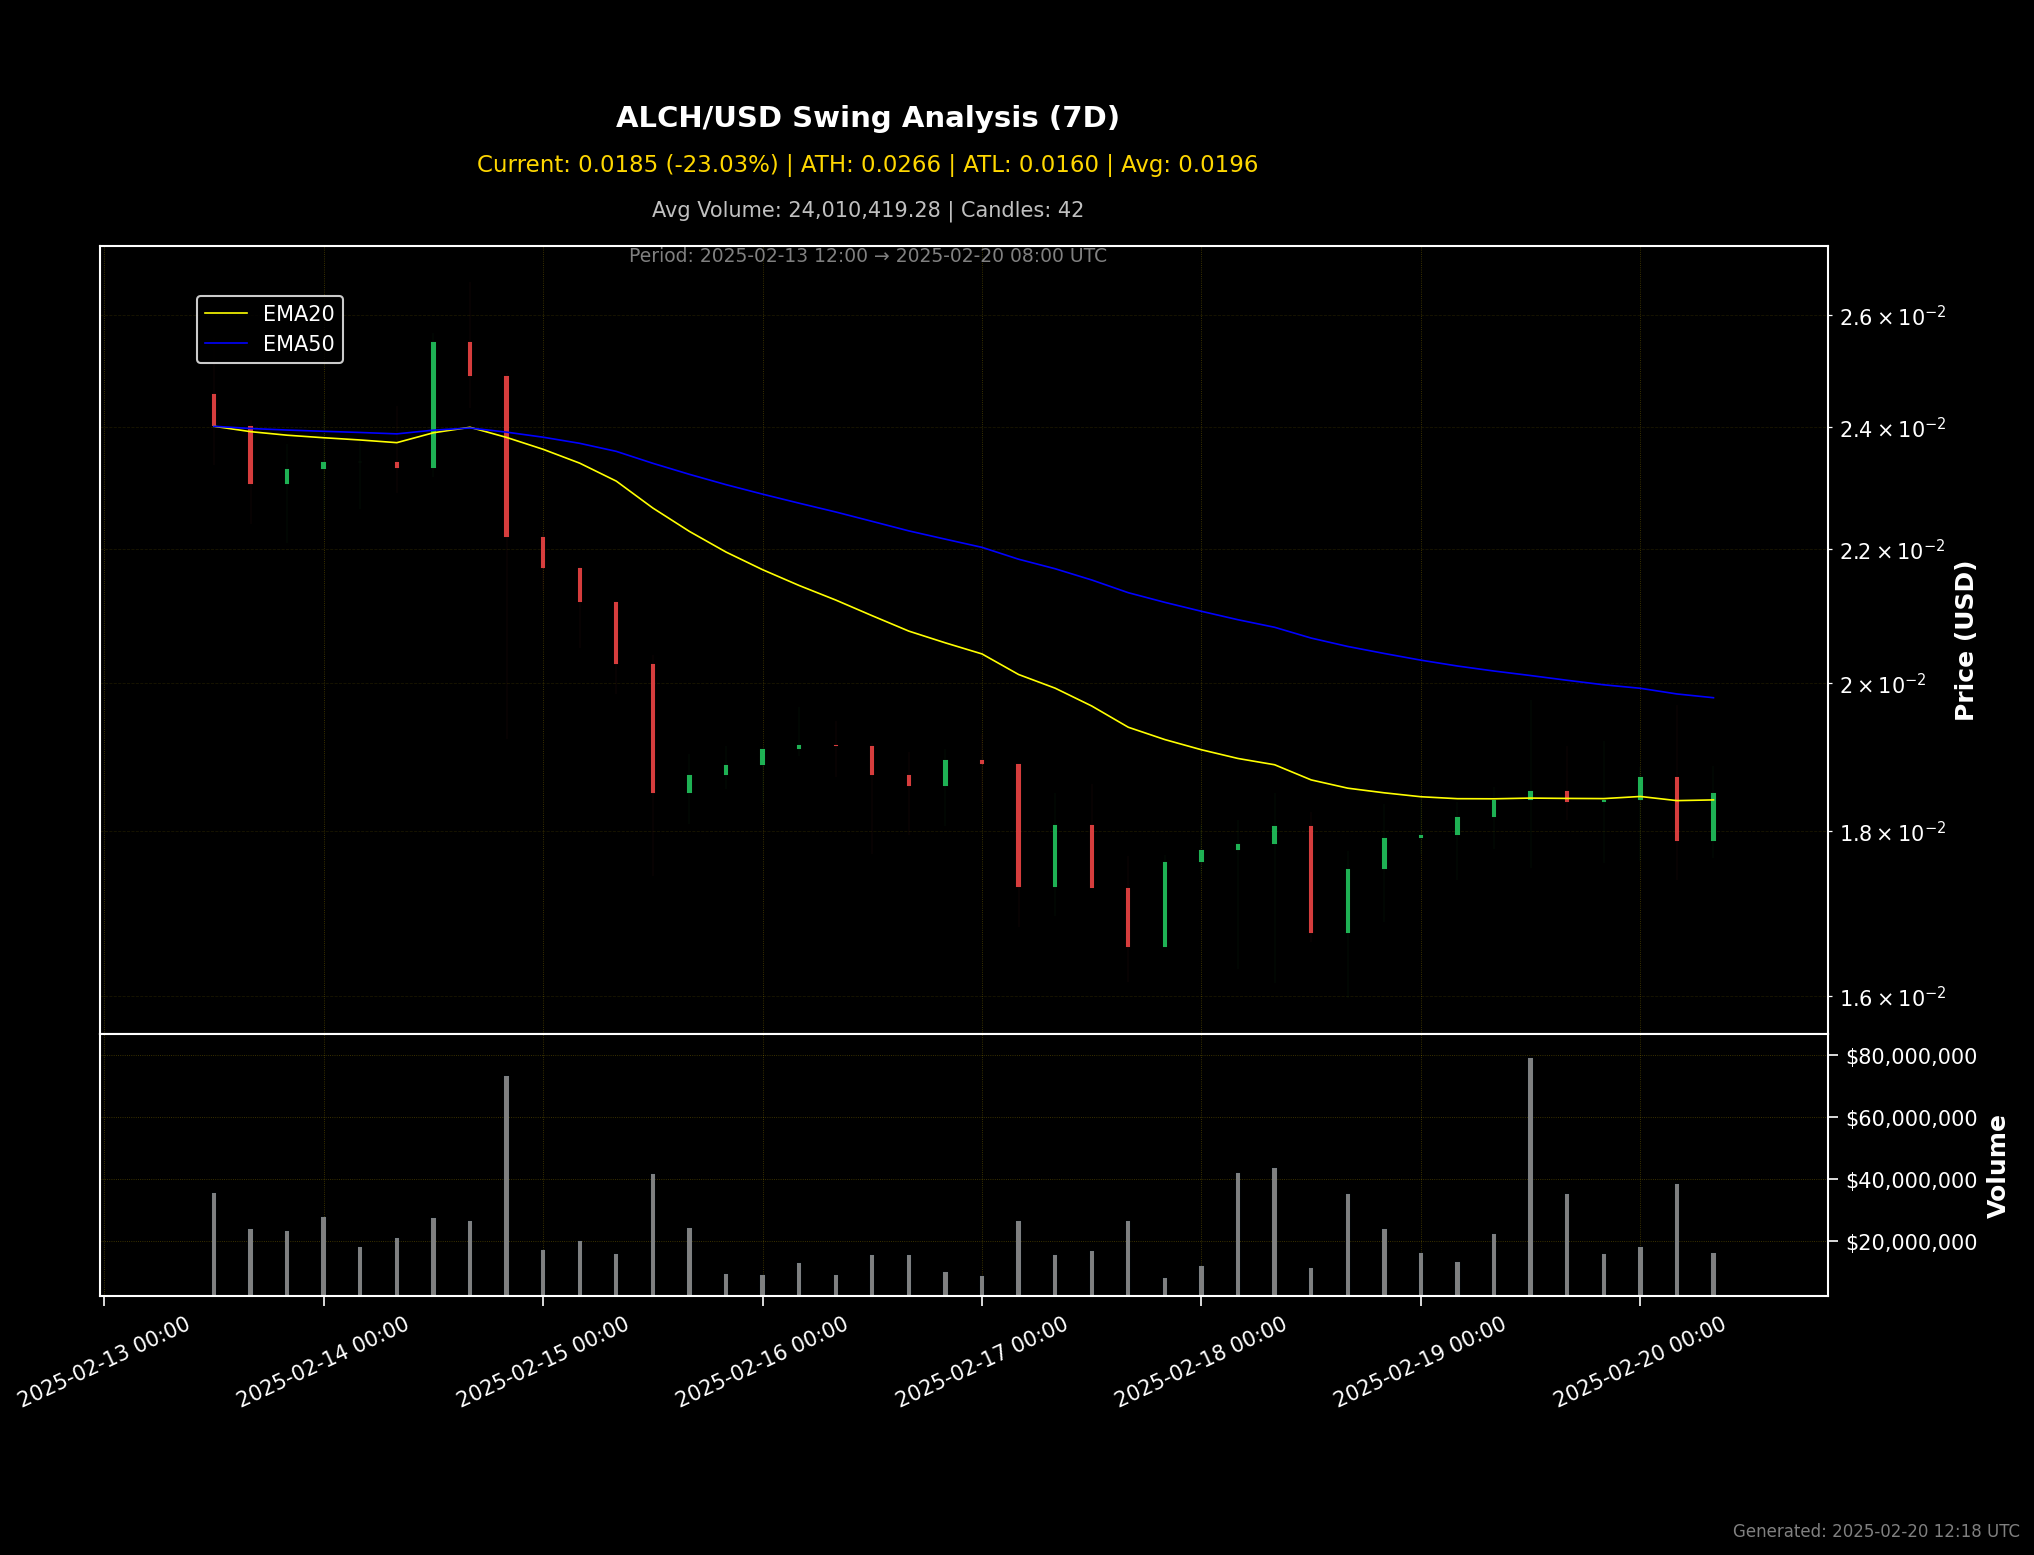 ALCH/USD Swing Analysis (7D)
Current: 0.0185 (-23.03%) | ATH: 0.0266 | ATL: 0.0160 | Avg: 0.0196
Avg Volume: 24,010,419.28 | Candles: 42
Period: 2025-02-13 12:00 → 2025-02-20 08:00 UTC
EMA20
EMA50
2.6 × 10⁻²
2.4 × 10⁻²
2.2 × 10⁻²
2 × 10⁻²
1.8 × 10⁻²
1.6 × 10⁻²
Price (USD)
$80,000,000
$60,000,000
$40,000,000
$20,000,000
Volume
2025-02-13 00:00
2025-02-14 00:00
2025-02-15 00:00
2025-02-16 00:00
2025-02-17 00:00
2025-02-18 00:00
2025-02-19 00:00
2025-02-20 00:00
Generated: 2025-02-20 12:18 UTC